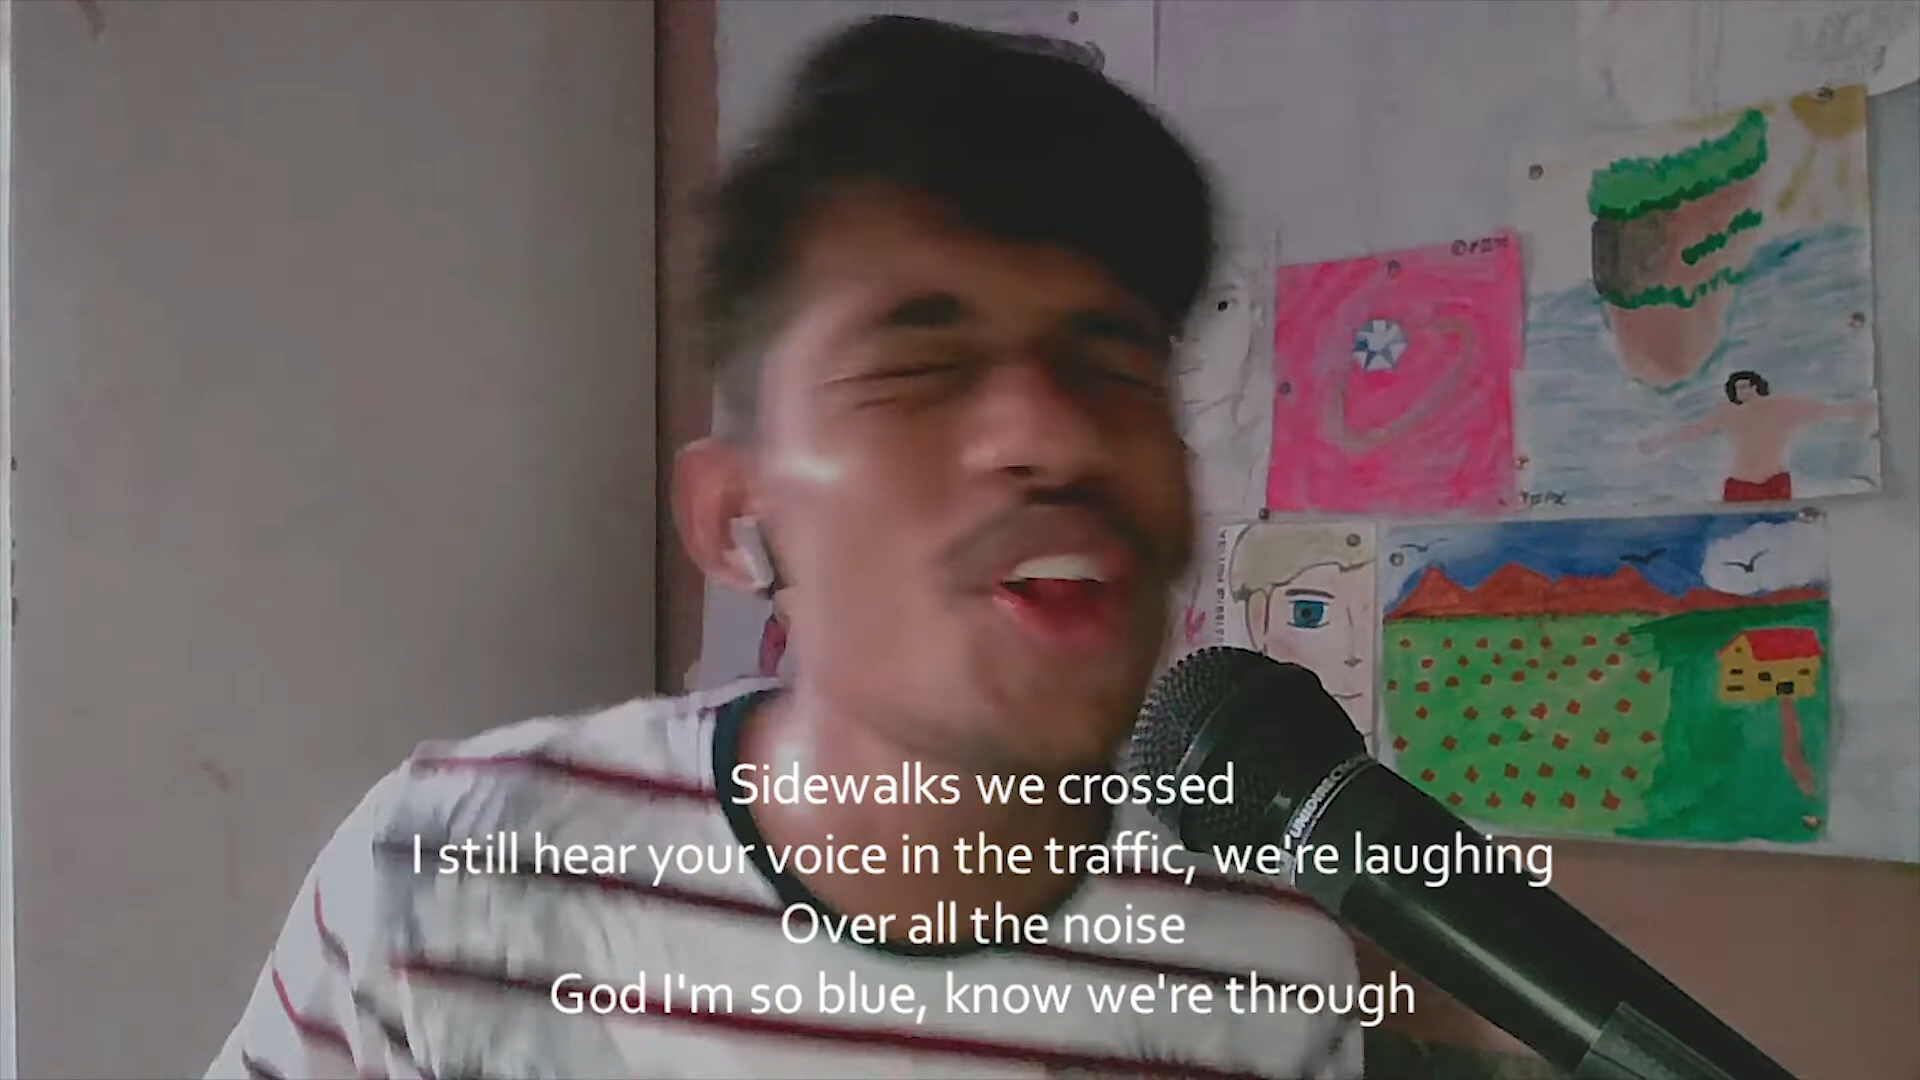 Sidewalks we crossed
I still hear your voice in the traffic, we're laughing
Over all the noise
God I'm so blue, know we're through